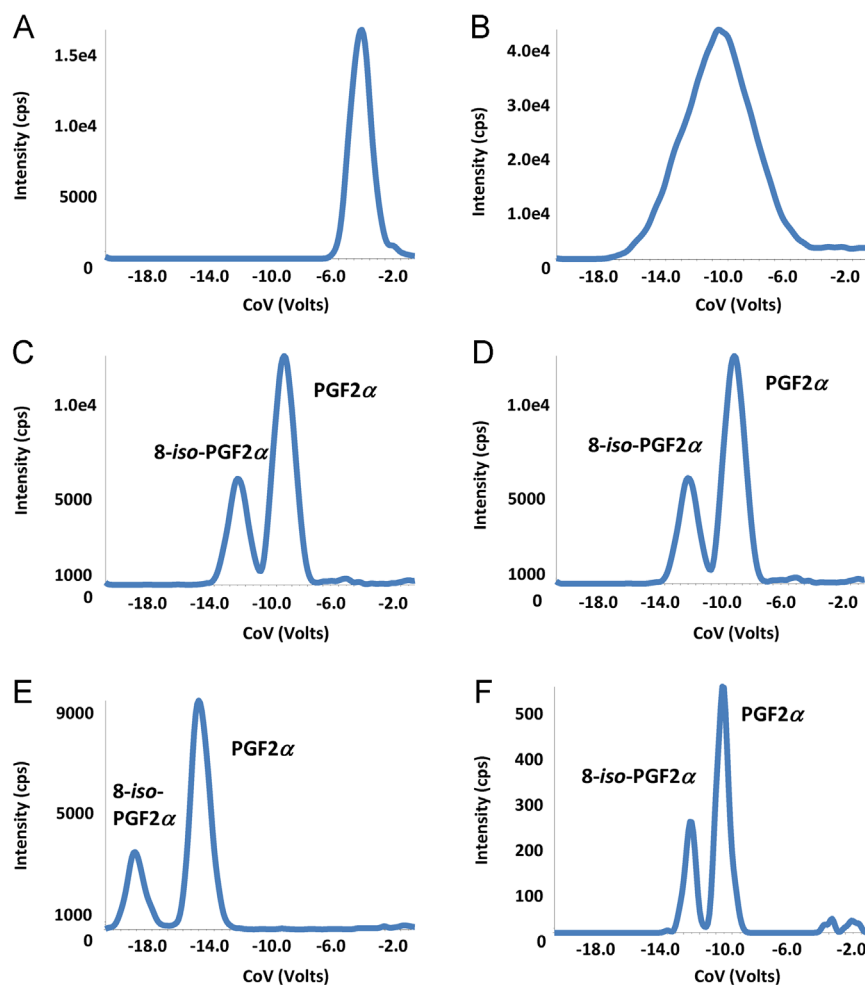 A
Intensity (cps)
1.5e4
1.0e4
5000
0
-18.0 -14.0 -10.0 -6.0 -2.0
CoV (Volts)
B
Intensity (cps)
4.0e4
3.0e4
2.0e4
1.0e4
0
-18.0 -14.0 -10.0 -6.0 -2.0
CoV (Volts)
C
Intensity (cps)
1.0e4
5000
1000
0
PGF2α
8-iso-PGF2α
-18.0 -14.0 -10.0 -6.0 -2.0
CoV (Volts)
D
Intensity (cps)
1.0e4
5000
1000
0
PGF2α
8-iso-PGF2α
-18.0 -14.0 -10.0 -6.0 -2.0
CoV (Volts)
E
Intensity (cps)
9000
5000
1000
0
PGF2α
8-iso-
PGF2α
-18.0 -14.0 -10.0 -6.0 -2.0
CoV (Volts)
F
Intensity (cps)
500
400
300
200
100
0
PGF2α
8-iso-PGF2α
-18.0 -14.0 -10.0 -6.0 -2.0
CoV (Volts)